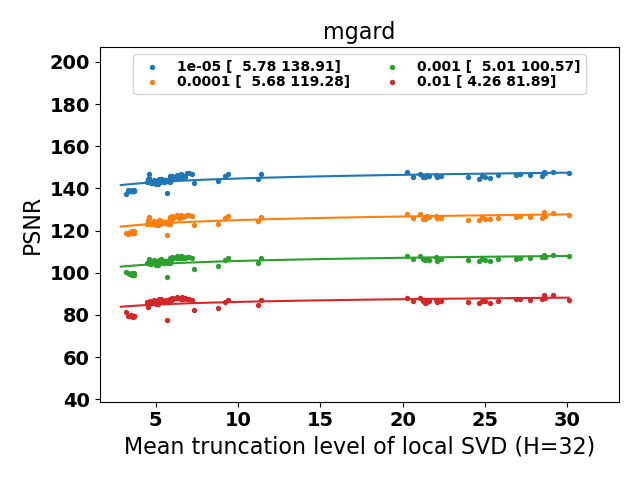 mgard
1e-05 [  5.78 138.91]
0.0001 [  5.68 119.28]
0.001 [  5.01 100.57]
0.01 [ 4.26 81.89]
PSNR
200
180
160
140
120
100
80
60
40
5 10 15 20 25 30
Mean truncation level of local SVD (H=32)